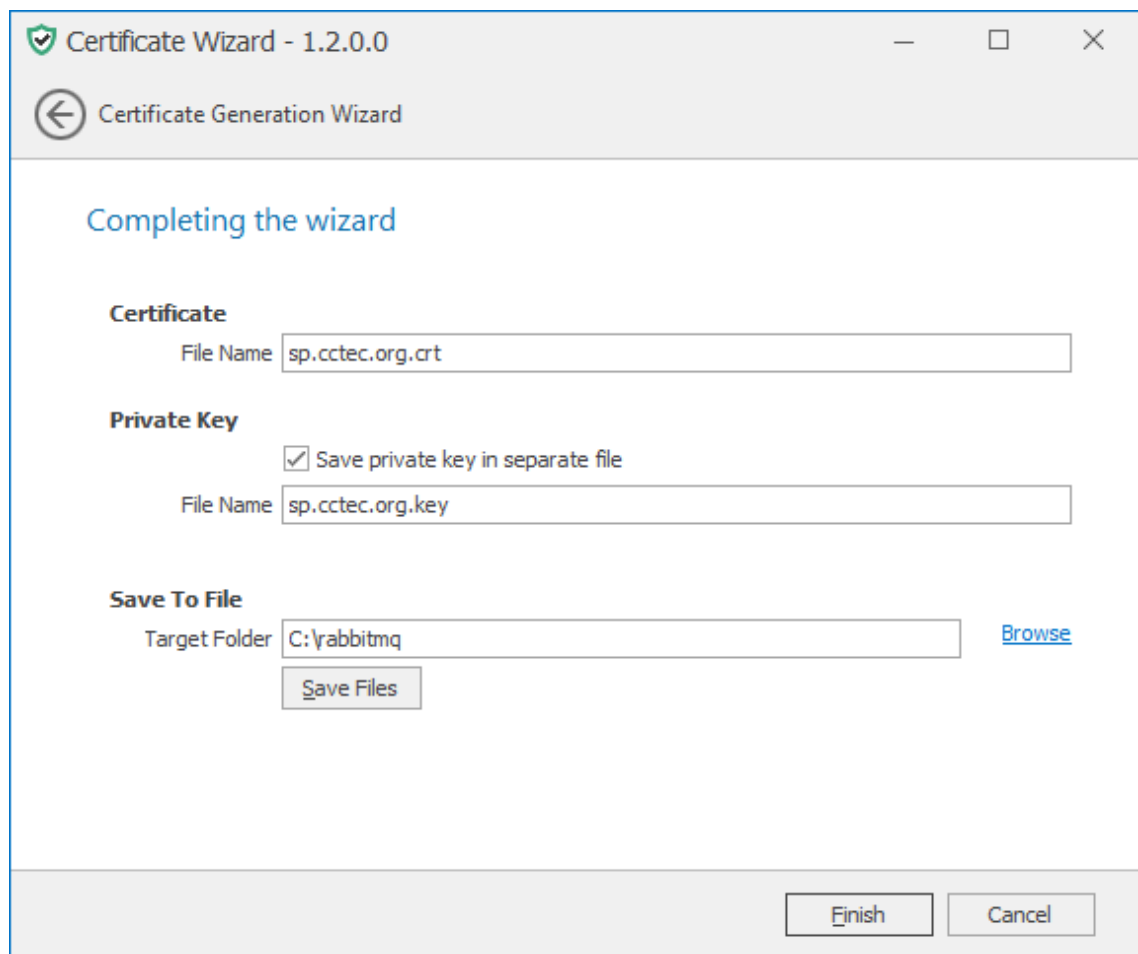 Certificate Wizard - 1.2.0.0
Certificate Generation Wizard
Completing the wizard
Certificate
File Name sp.cctec.org.crt
Private Key
Save private key in separate file
File Name sp.cctec.org.key
Save To File
Target Folder C:\rabbitmq Browse
Save Files
Finish Cancel